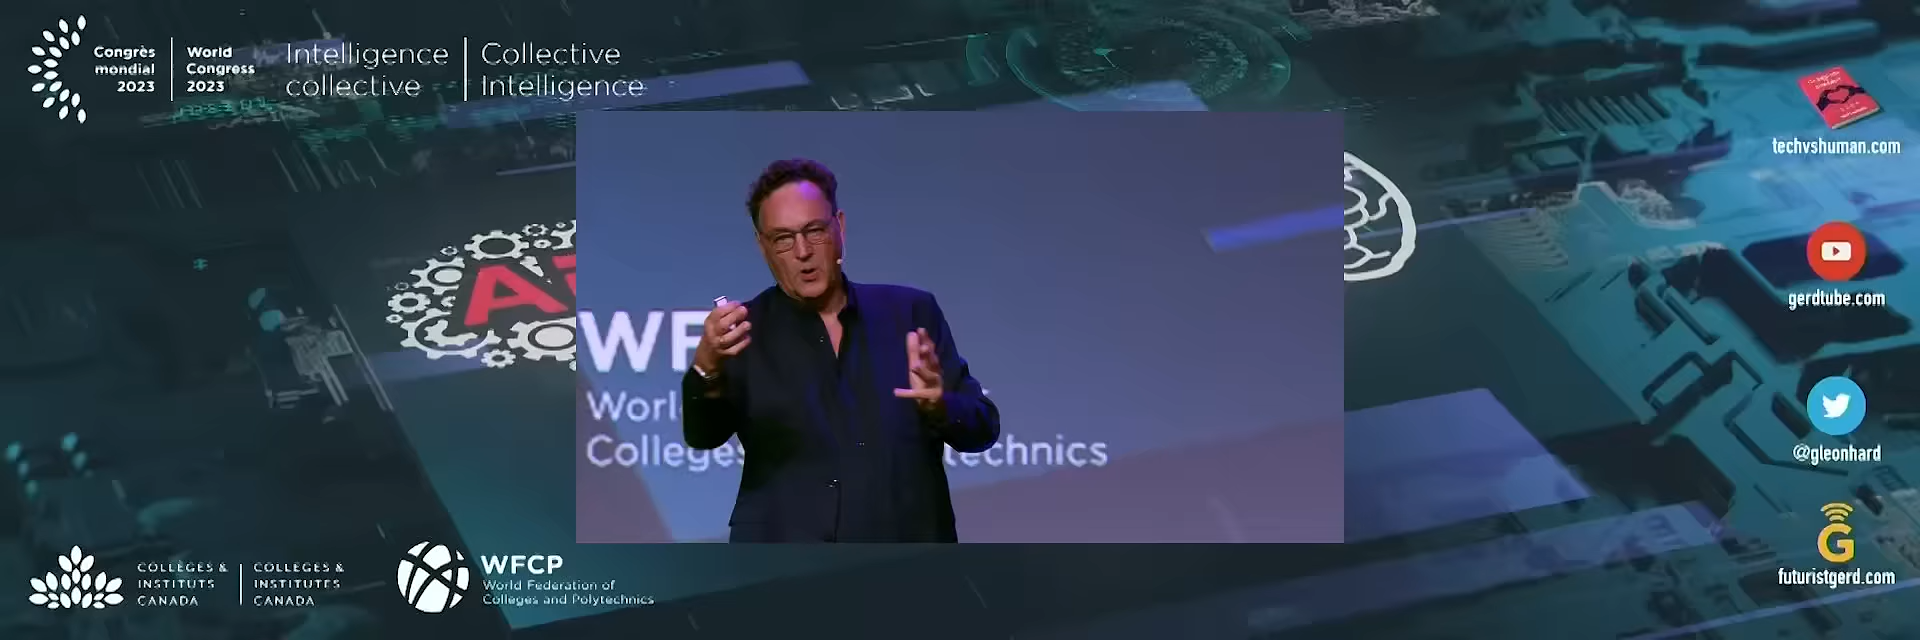 Congrès
mondial
2023
World
Congress
2023
Intelligence
collective
Collective
Intelligence
techvshuman.com
gerdtube.com
@gleonhard
futuristgerd.com
WF
Worl
Colleges
technics
COLLÈGES &
INSTITUTS
CANADA
COLLEGES &
INSTITUTES
CANADA
WFCP
World Federation of
Colleges and Polytechnics
G